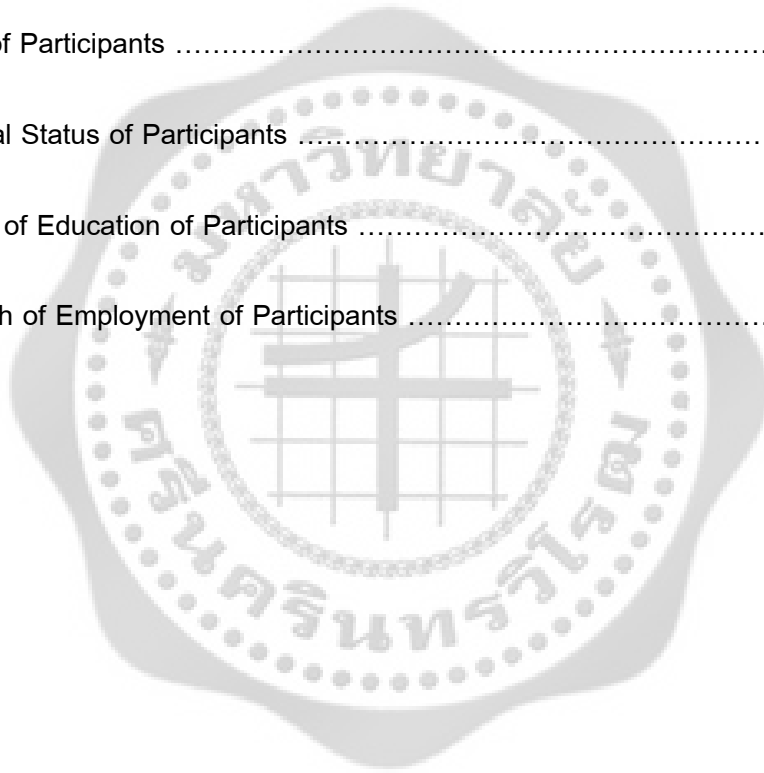 of Participants ………………………………………………………
al Status of Participants ……………………………………………
of Education of Participants ………………………………………
h of Employment of Participants …………………………………
มหาวิทยาลัย
ศรีนครินทรวิโรฒ